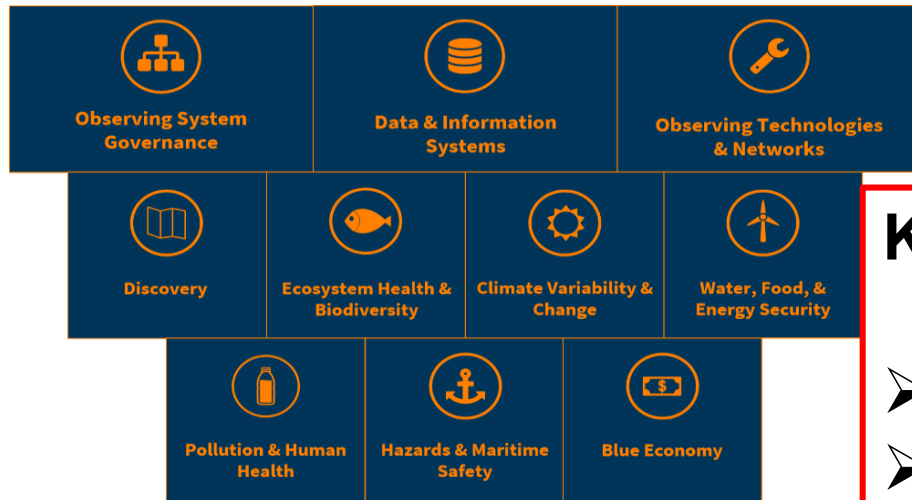 Observing System
Governance
Data & Information
Systems
Observing Technologies
& Networks
Discovery
Ecosystem Health &
Biodiversity
Climate Variability &
Change
Water, Food, &
Energy Security
K
Pollution & Human
Health
Hazards & Maritime
Safety
$
Blue Economy